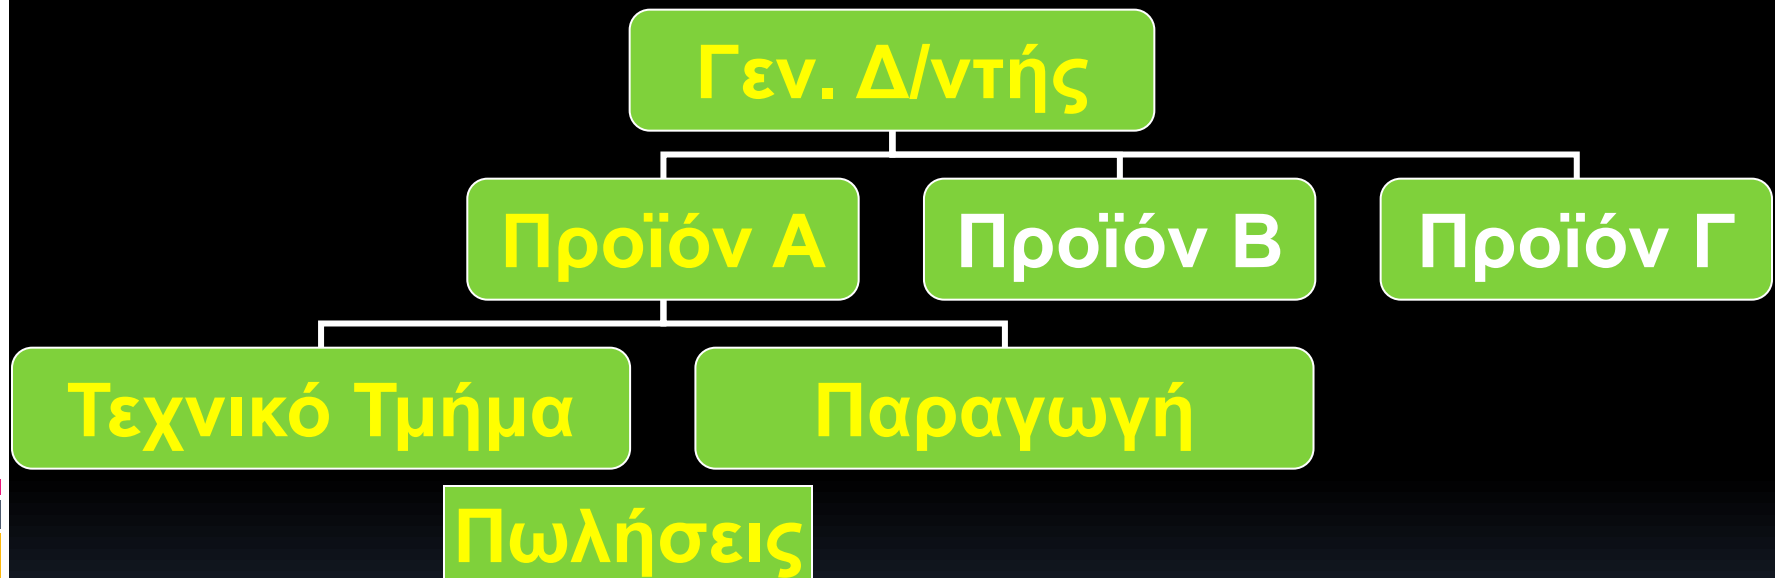 Γεν. Δ/ντής
Προϊόν Α
Προϊόν Β
Προϊόν Γ
Τεχνικό Τμήμα
Παραγωγή
Πωλήσεις